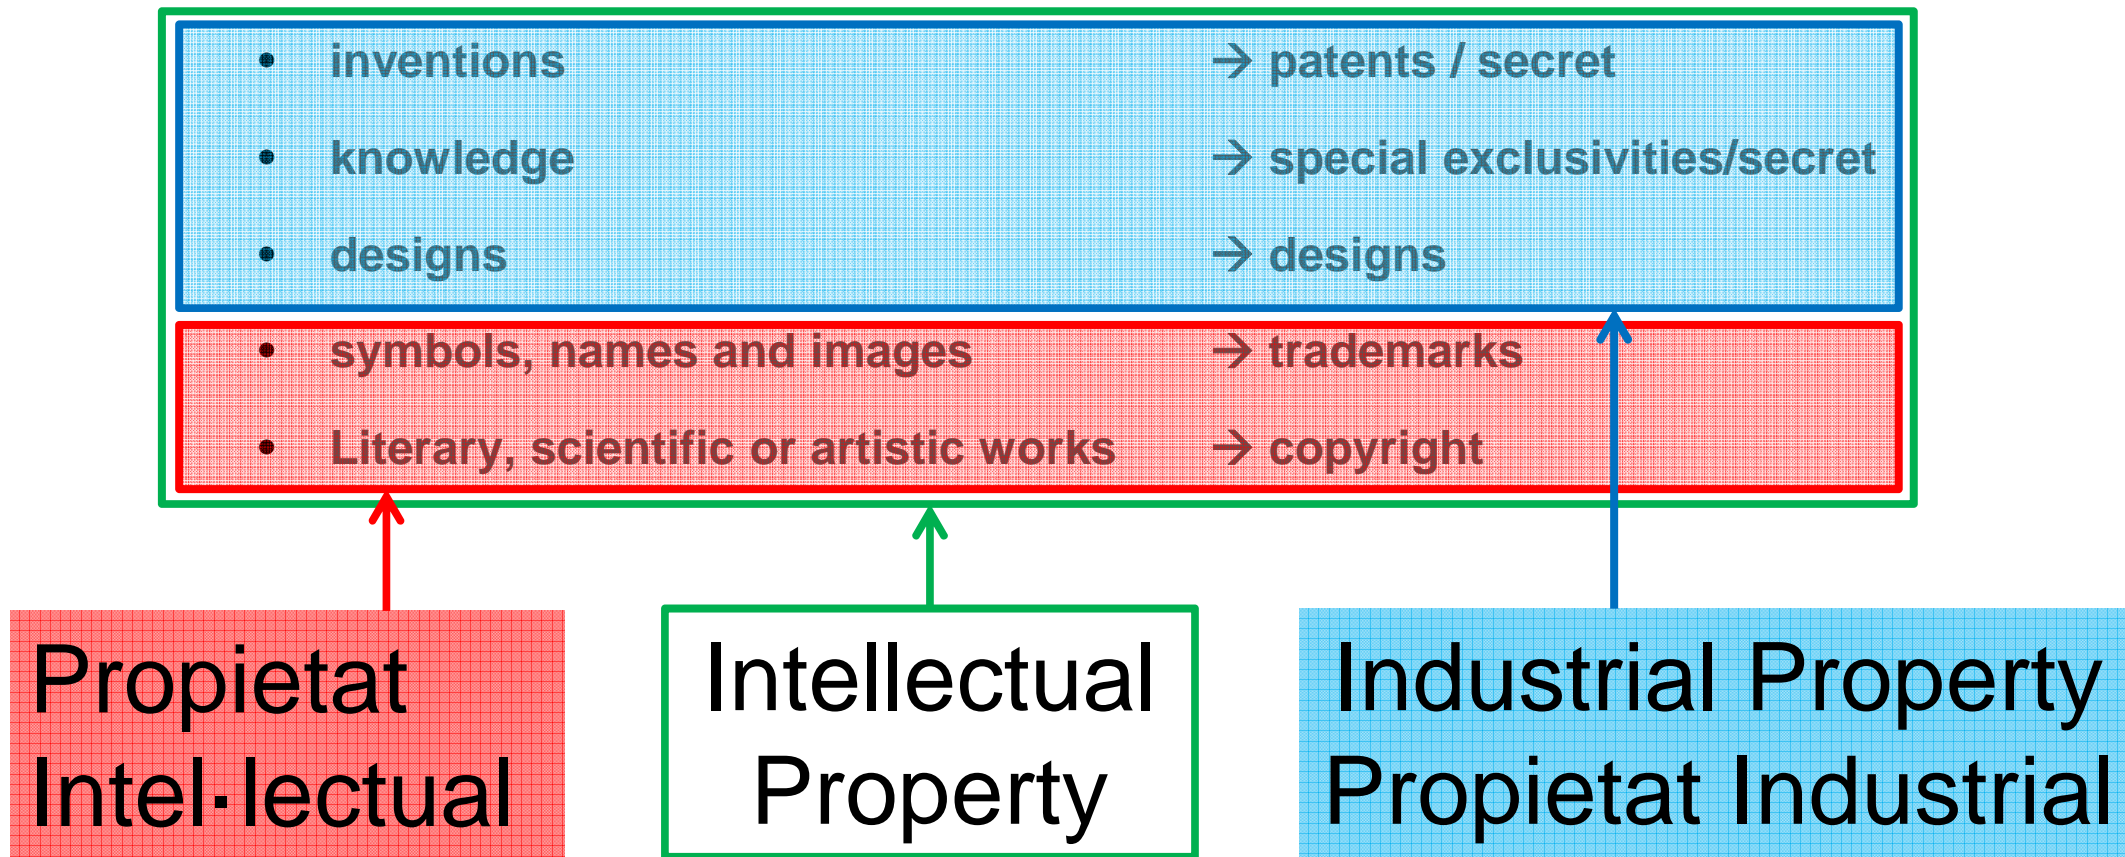 • inventions → patents / secret
• knowledge → special exclusivities/secret
• designs → designs
• symbols, names and images → trademarks
• Literary, scientific or artistic works → copyright
Propietat
Intel·lectual
Intellectual
Property
Industrial Property
Propietat Industrial